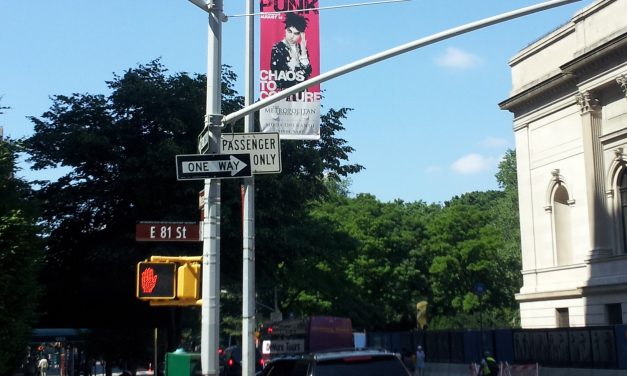 PUNK
CHAOS
TO
COUTURE
METROPOLITAN
PASSENGER
ONLY
ONE WAY
E 81 St